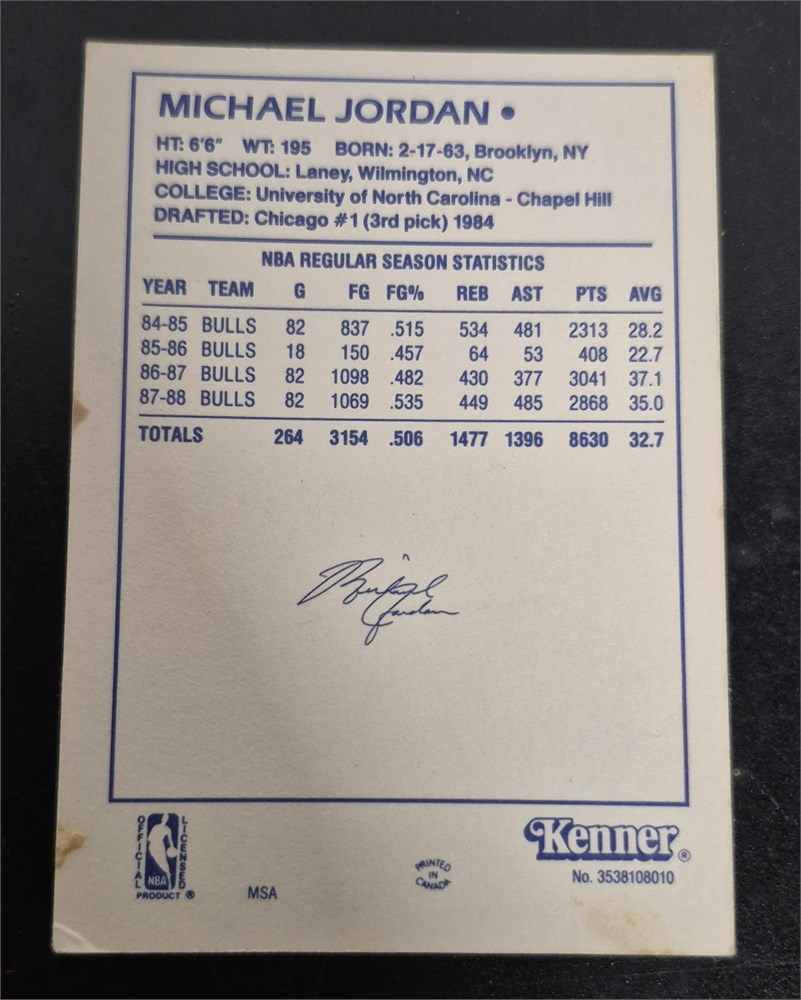 MICHAEL JORDAN •
HT: 6'6" WT: 195 BORN: 2-17-63, Brooklyn, NY
HIGH SCHOOL: Laney, Wilmington, NC
COLLEGE: University of North Carolina - Chapel Hill
DRAFTED: Chicago #1 (3rd pick) 1984
NBA REGULAR SEASON STATISTICS
YEAR TEAM G FG FG% REB AST PTS AVG
84-85 BULLS 82 837 .515 534 481 2313 28.2
85-86 BULLS 18 150 .457 64 53 408 22.7
86-87 BULLS 82 1098 .482 430 377 3041 37.1
87-88 BULLS 82 1069 .535 449 485 2868 35.0
TOTALS 264 3154 .506 1477 1396 8630 32.7
Michael
Jordan
OFFICIAL LICENSED
NBA
PRODUCT ®
MSA
PRINTED
IN
CANADA
Kenner®
No. 3538108010